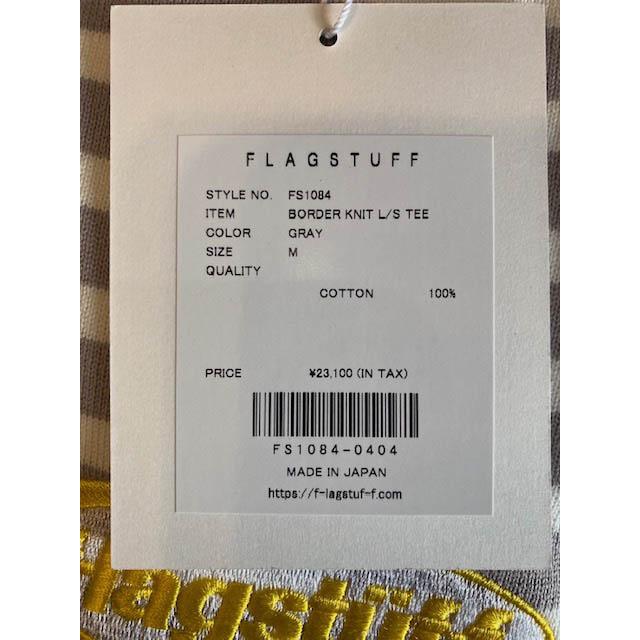 FLAGSTUFF
STYLE NO. FS1084
ITEM BORDER KNIT L/S TEE
COLOR GRAY
SIZE M
QUALITY
COTTON 100%
PRICE ¥23,100 (IN TAX)
FS1084-0404
MADE IN JAPAN
https://f-lagstuf-f.com
flagstuff